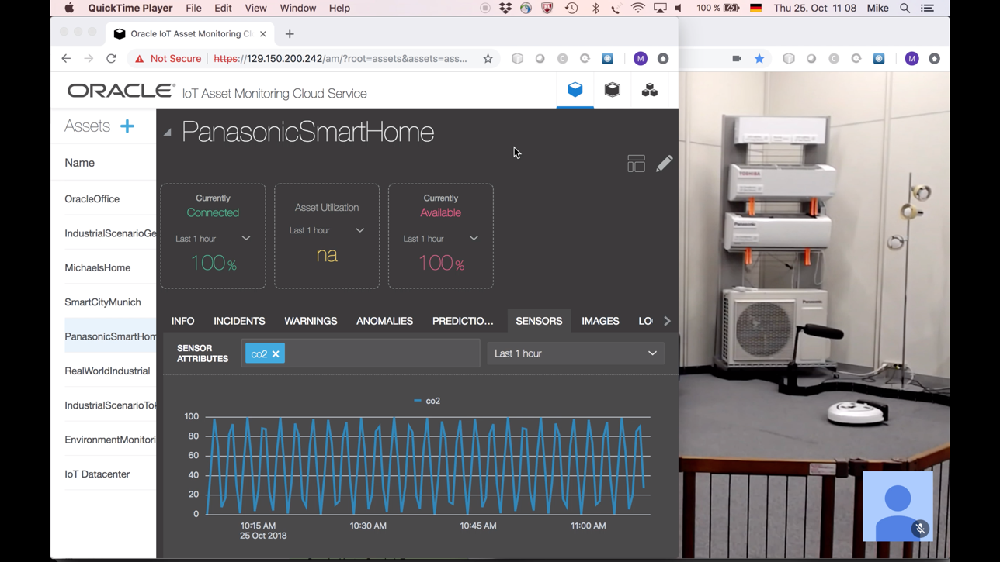 QuickTime Player File Edit View Window Help 100 % Thu 25. Oct 11 08 Mike
Oracle IoT Asset Monitoring Cl
Not Secure https://129.150.200.242/am/?root=assets&assets=ass... M M
ORACLE® IoT Asset Monitoring Cloud Service
Assets
Name
OracleOffice
IndustrialScenarioGe
MichaelsHome
SmartCityMunich
PanasonicSmartHom
RealWorldIndustrial
IndustrialScenarioTok
EnvironmentMonitori
IoT Datacenter
PanasonicSmartHome
Currently
Connected
Last 1 hour
100%
Asset Utilization
Last 1 hour
na
Currently
Available
Last 1 hour
100%
INFO INCIDENTS WARNINGS ANOMALIES PREDICTIO... SENSORS IMAGES LO
SENSOR
ATTRIBUTES
co2
Last 1 hour
co2
100
80
60
40
20
0
10:15 AM 10:30 AM 10:45 AM 11:00 AM
25 Oct 2018
TOSHIBA
Panasonic
Panasonic